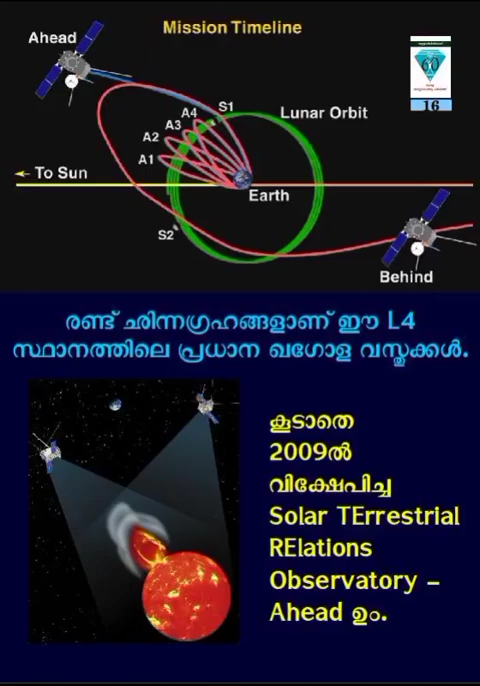 Mission Timeline
Ahead
60
16
S1
A4
A3
A2
A1
Lunar Orbit
To Sun
Earth
S2
Behind
രണ്ട് ഛിന്നഗ്രഹങ്ങളാണ് ഈ L4
സ്ഥാനത്തിലെ പ്രധാന ഖഗോള വസ്തുക്കൾ.
കൂടാതെ
2009ൽ
വിക്ഷേപിച്ച
Solar TErrestrial
RElations
Observatory –
Ahead ഉം.